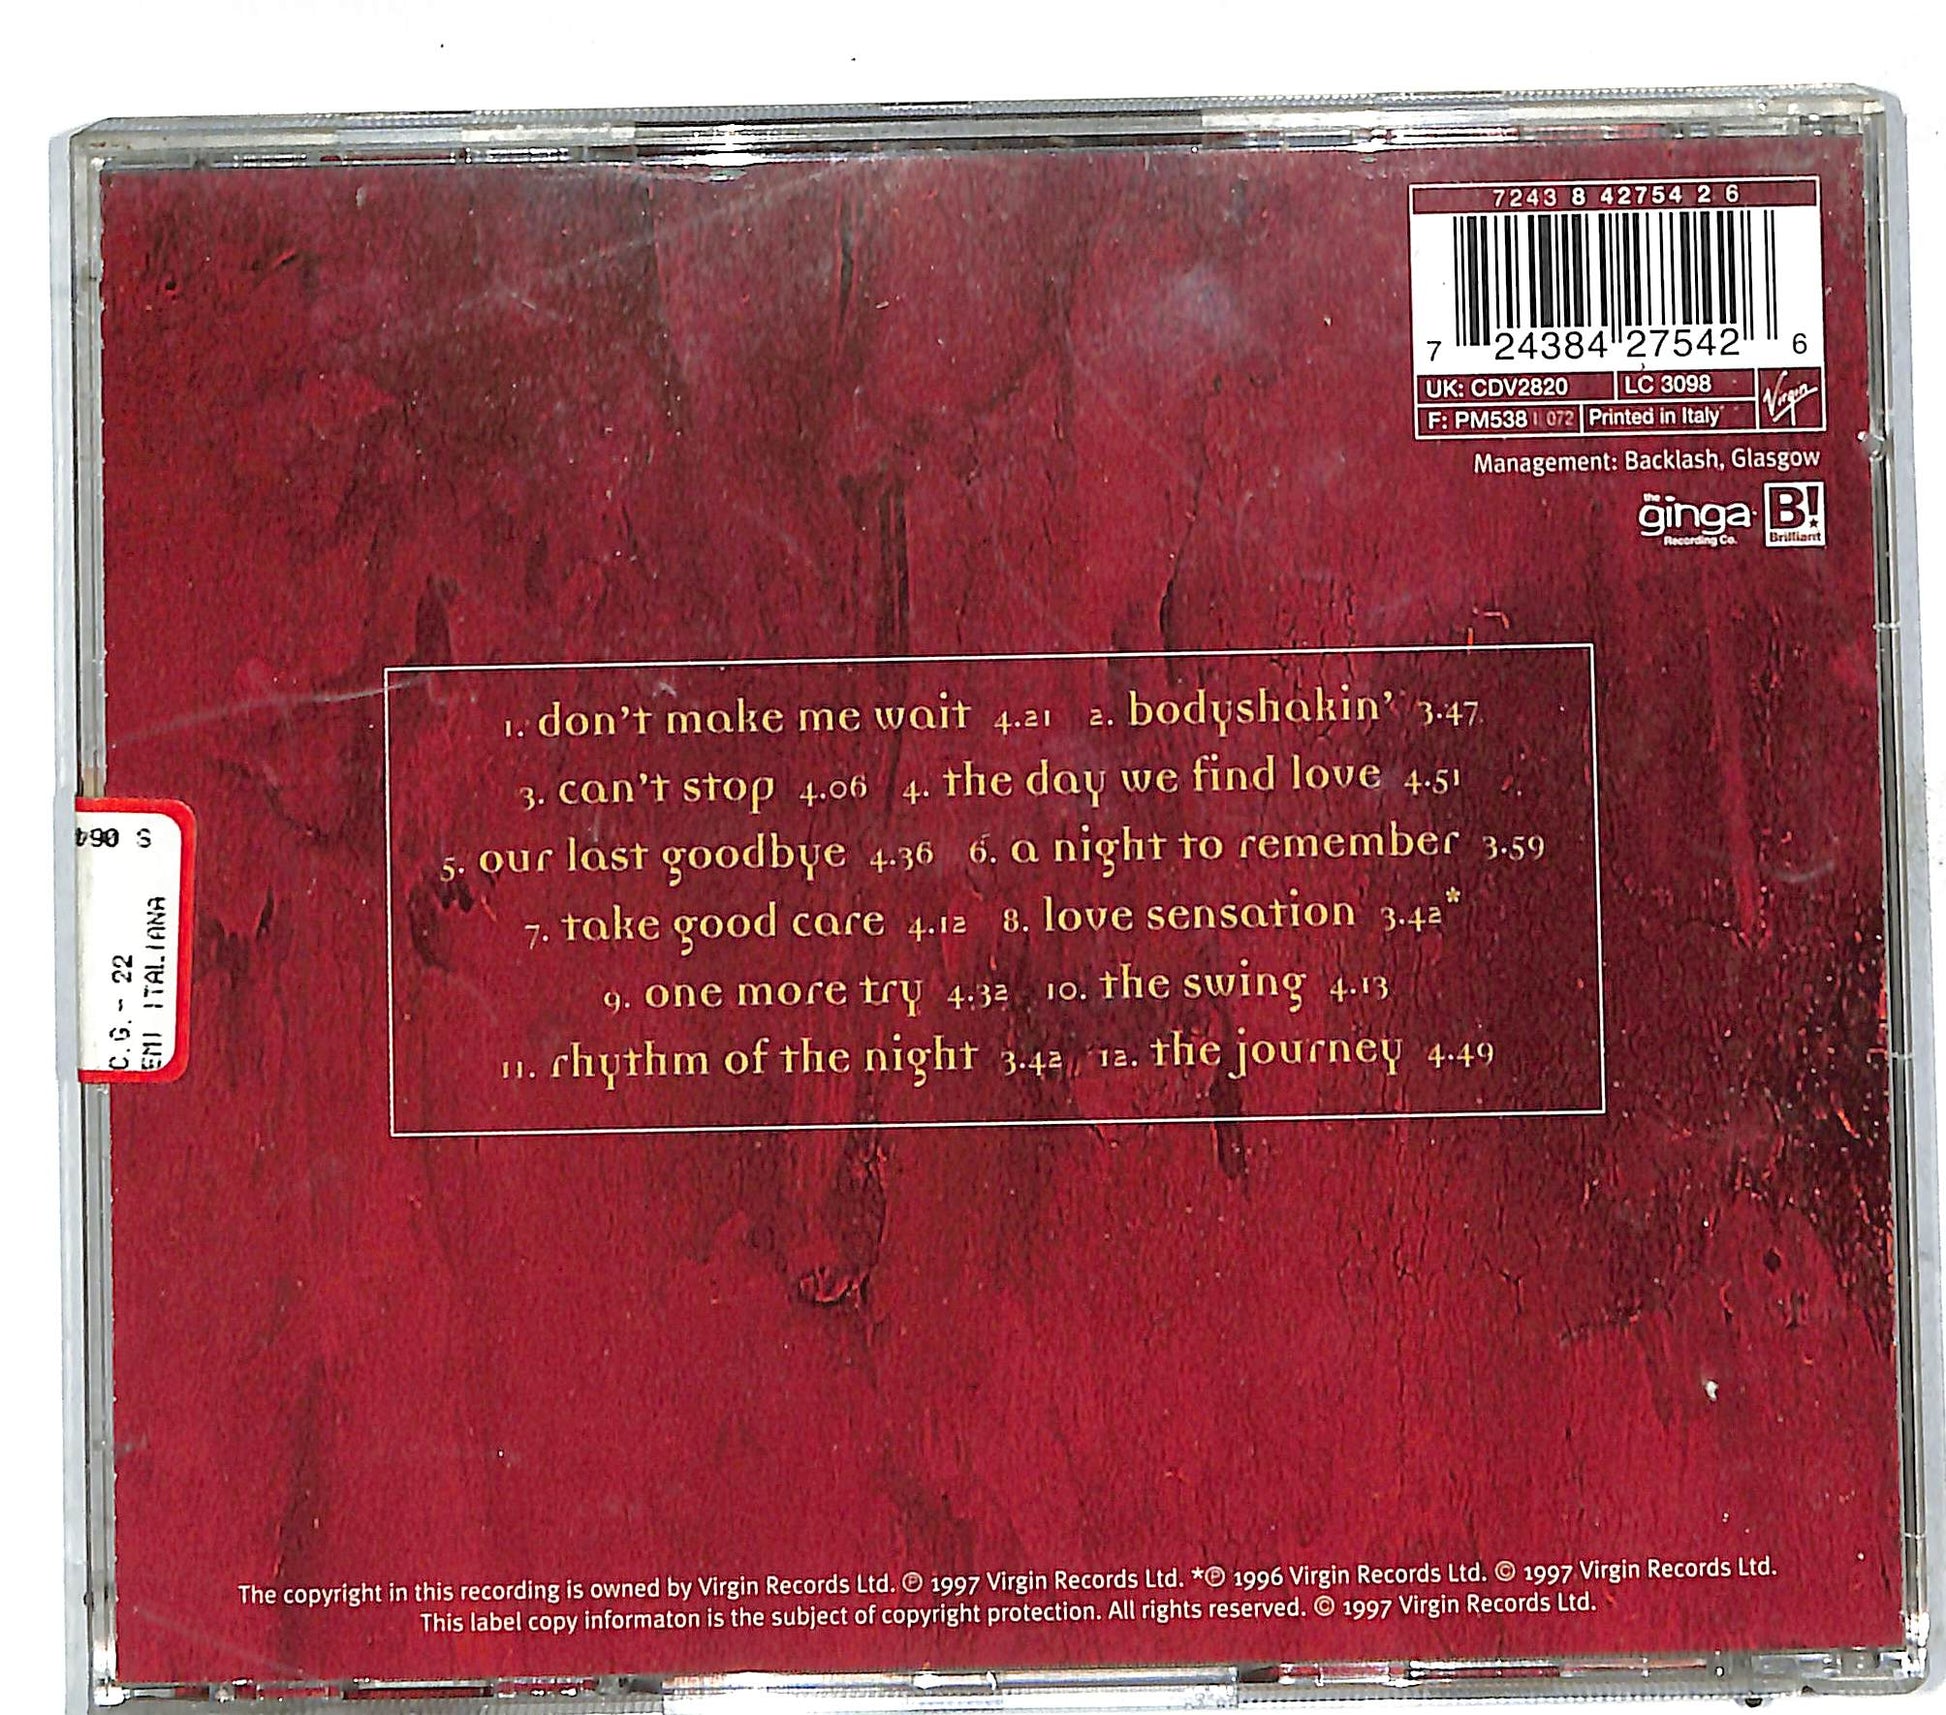 7243 8 42754 2 6
7 24384 27542 6
UK: CDV2820 LC 3098
F: PM538 072 Printed in Italy Virgin
Management: Backlash, Glasgow
the ginga Recording Co. B! Brilliant
1. don't make me wait 4.21 2. bodyshakin' 3.47
3. can't stop 4.06 4. the day we find love 4.51
5. our last goodbye 4.36 6. a night to remember 3.59
7. take good care 4.12 8. love sensation 3.42*
9. one more try 4.32 10. the swing 4.13
11. rhythm of the night 3.42 12. the journey 4.49
C.G. - 22
EMI ITALIANA
The copyright in this recording is owned by Virgin Records Ltd. ℗ 1997 Virgin Records Ltd. *℗ 1996 Virgin Records Ltd. © 1997 Virgin Records Ltd.
This label copy informaton is the subject of copyright protection. All rights reserved. © 1997 Virgin Records Ltd.